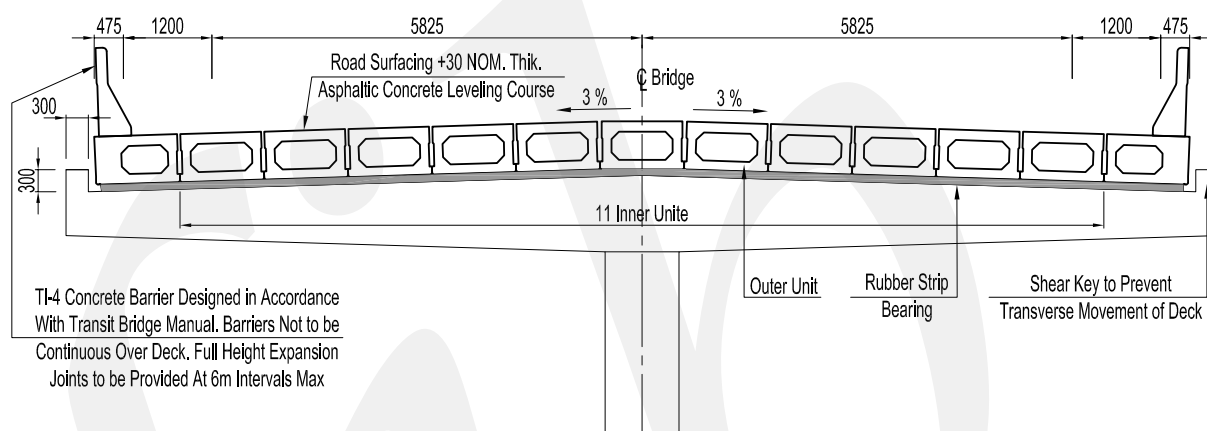 475 1200 5825 5825 1200 475
Road Surfacing +30 NOM. Thik.
Asphaltic Concrete Leveling Course
℄ Bridge
3 % 3 %
300
300
11 Inner Unite
TI-4 Concrete Barrier Designed in Accordance
With Transit Bridge Manual. Barriers Not to be
Continuous Over Deck. Full Height Expansion
Joints to be Provided At 6m Intervals Max
Outer Unit
Rubber Strip
Bearing
Shear Key to Prevent
Transverse Movement of Deck